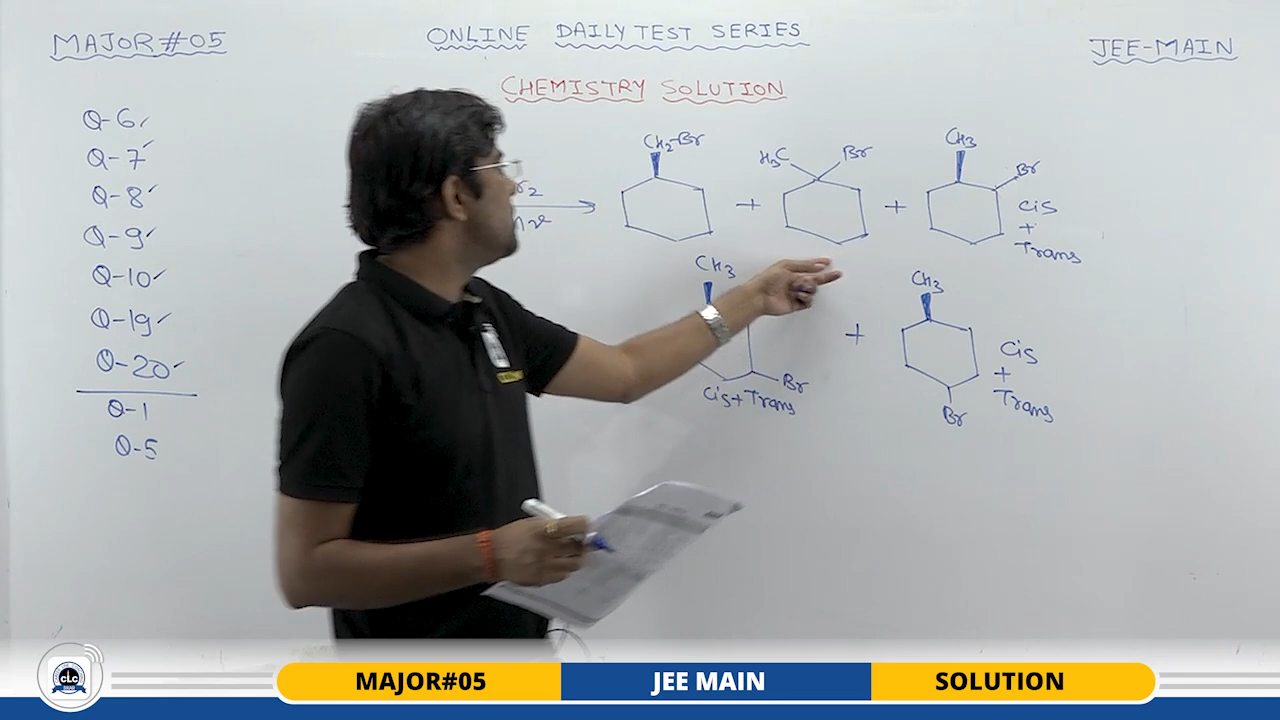 MAJOR#05
ONLINE DAILY TEST SERIES
JEE-MAIN
CHEMISTRY SOLUTION
Q-6✓
Q-7✓
Q-8✓
Q-9✓
Q-10✓
Q-19✓
Q-20✓
Q-1
Q-5
CH2-Br
+
H3C Br
+
CH3
Br
Cis
+
Trans
CH3
Br
Cis+Trans
+
CH3
Br
Cis
+
Trans
CLC
MAJOR#05 JEE MAIN SOLUTION